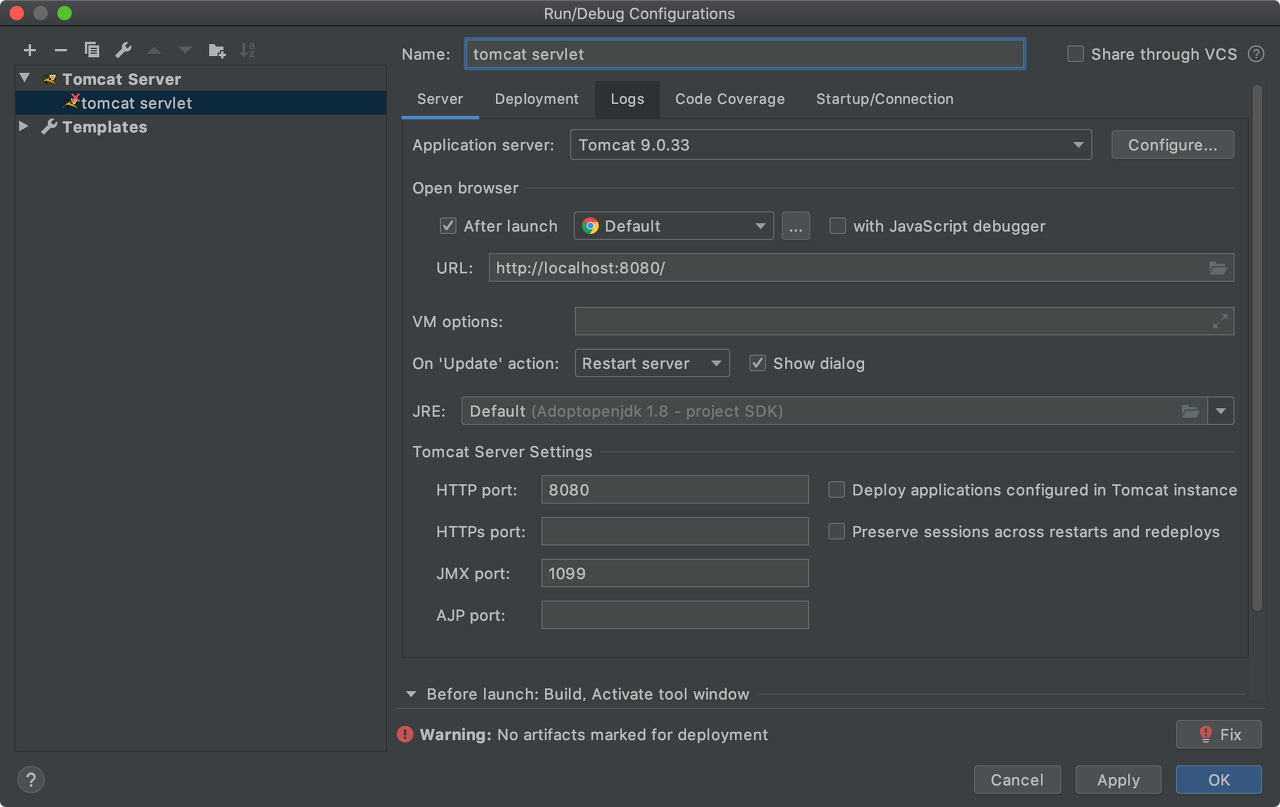 Run/Debug Configurations
Name: tomcat servlet
Share through VCS ?
Tomcat Server
tomcat servlet
Templates
Server Deployment Logs Code Coverage Startup/Connection
Application server: Tomcat 9.0.33 Configure...
Open browser
After launch Default ... with JavaScript debugger
URL: http://localhost:8080/
VM options:
On 'Update' action: Restart server Show dialog
JRE: Default (Adoptopenjdk 1.8 - project SDK)
Tomcat Server Settings
HTTP port: 8080 Deploy applications configured in Tomcat instance
HTTPs port: Preserve sessions across restarts and redeploys
JMX port: 1099
AJP port:
Before launch: Build, Activate tool window
Warning: No artifacts marked for deployment Fix
? Cancel Apply OK